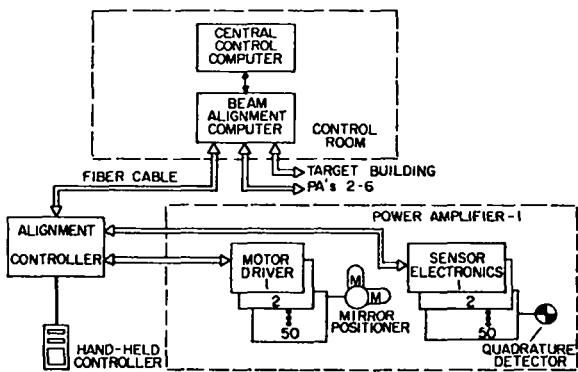 CENTRAL
CONTROL
COMPUTER
BEAM
ALIGNMENT
COMPUTER
CONTROL
ROOM
FIBER CABLE
TARGET BUILDING
PA's 2-6
POWER AMPLIFIER-1
ALIGNMENT
CONTROLLER
MOTOR
DRIVER
1
2
50
M
M
MIRROR
POSITIONER
SENSOR
ELECTRONICS
1
2
50
HAND-HELD
CONTROLLER
QUADRATURE
DETECTOR